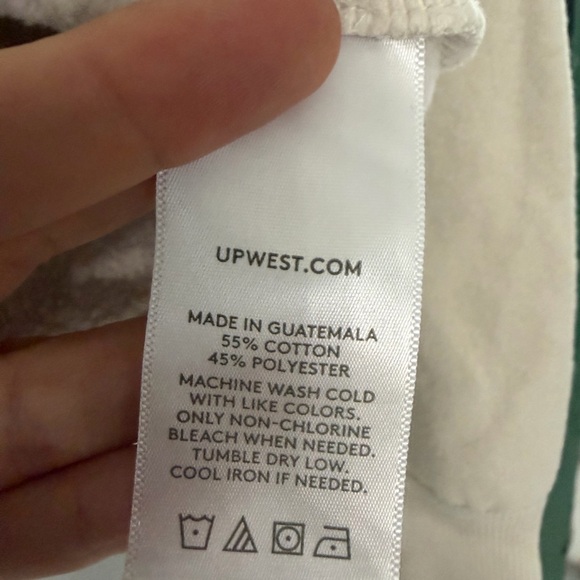 UPWEST.COM
MADE IN GUATEMALA
55% COTTON
45% POLYESTER
MACHINE WASH COLD
WITH LIKE COLORS.
ONLY NON-CHLORINE
BLEACH WHEN NEEDED.
TUMBLE DRY LOW.
COOL IRON IF NEEDED.